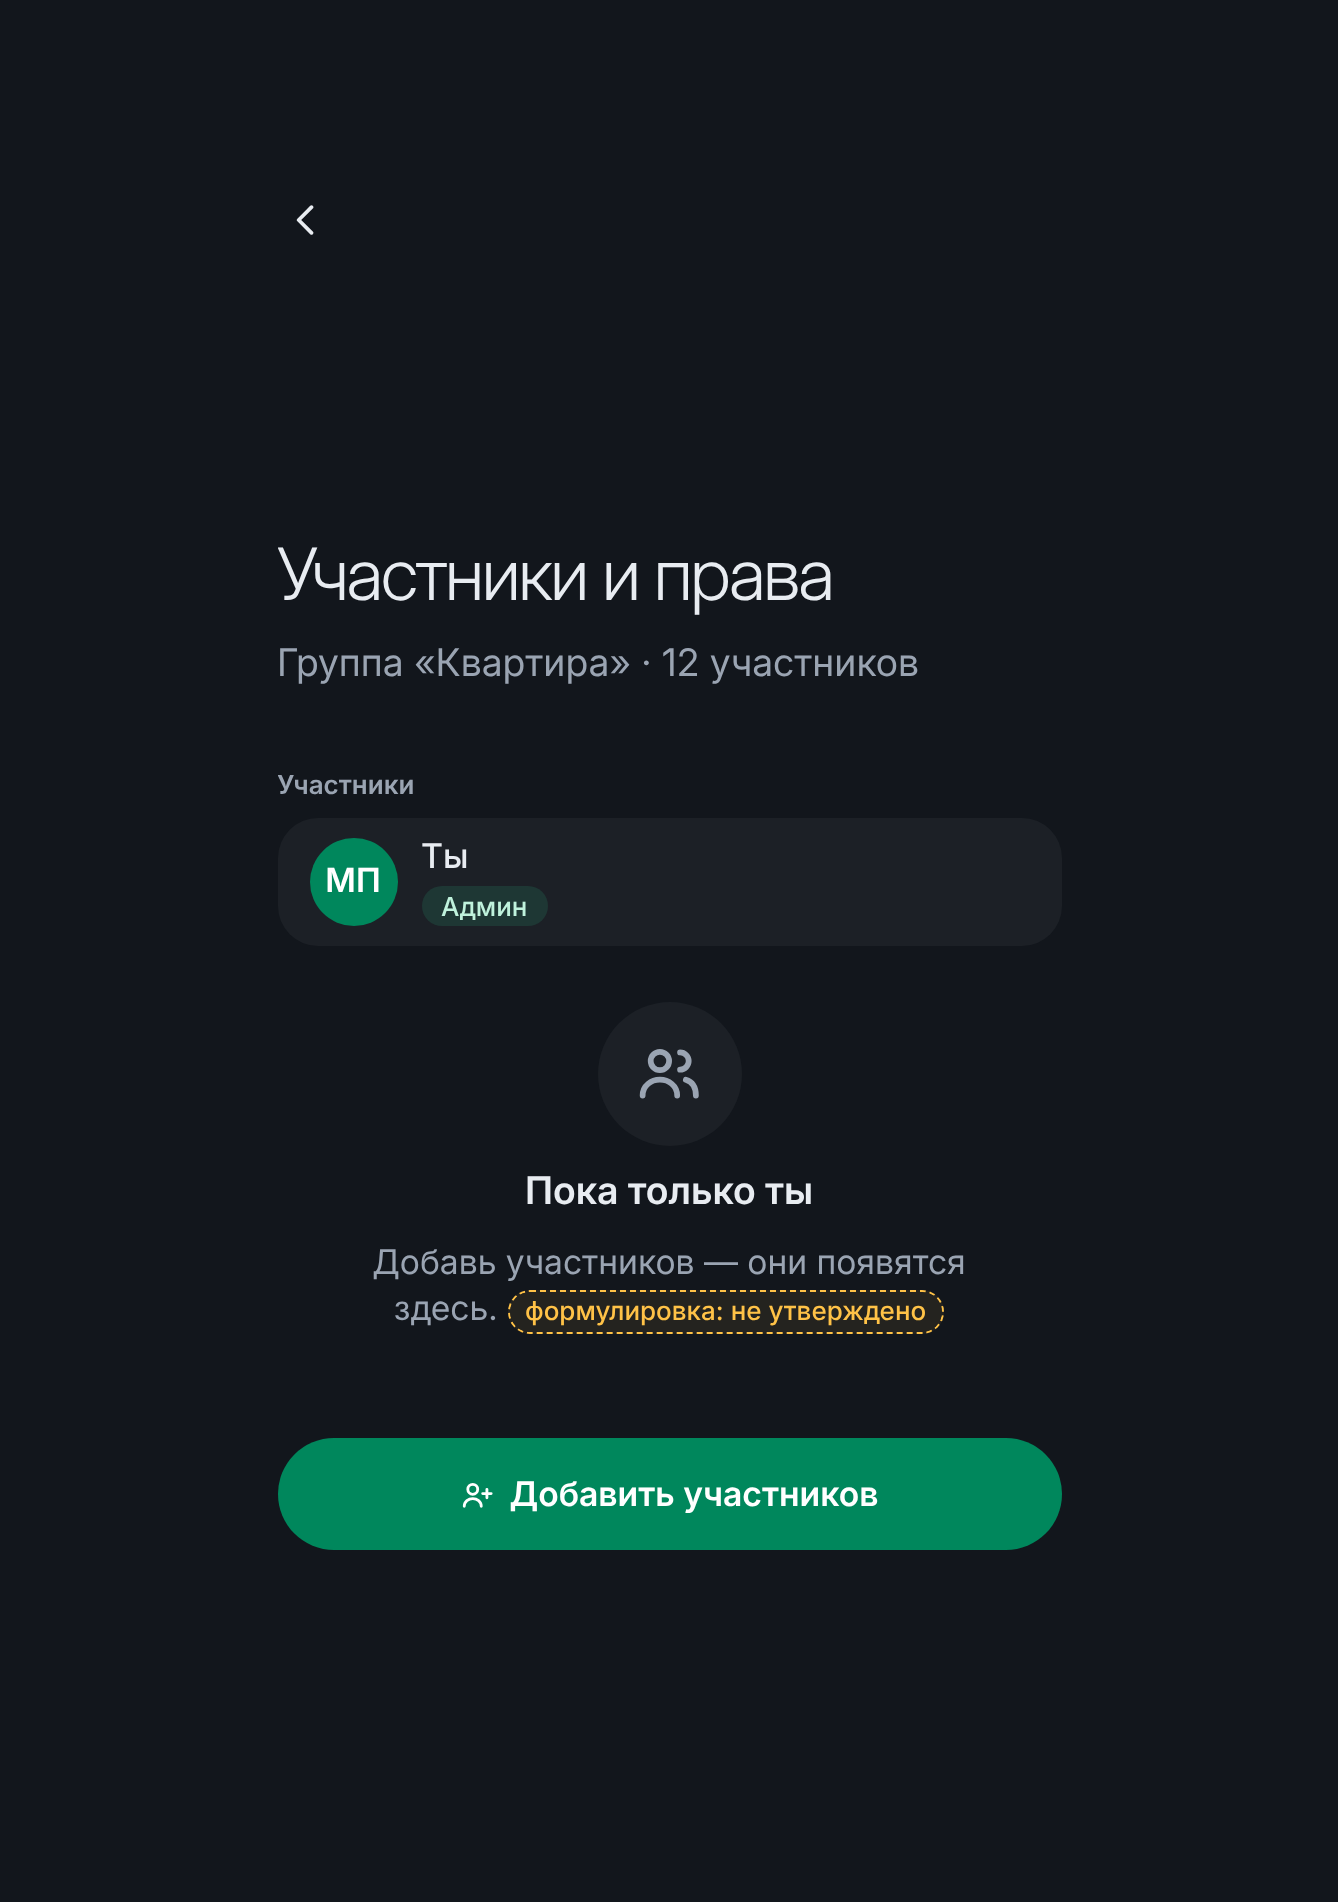 Участники и права
Группа «Квартира» · 12 участников
Участники
МП
Ты
Админ
Пока только ты
Добавь участников — они появятся
здесь. формулировка: не утверждено
Добавить участников